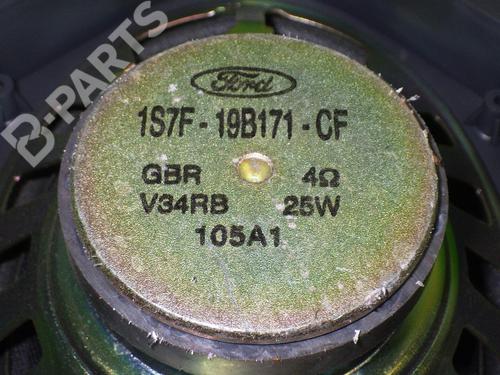 B-PARTS
Ford
1S7F-19B171-CF
GBR 4Ω
V34RB 25W
105A1